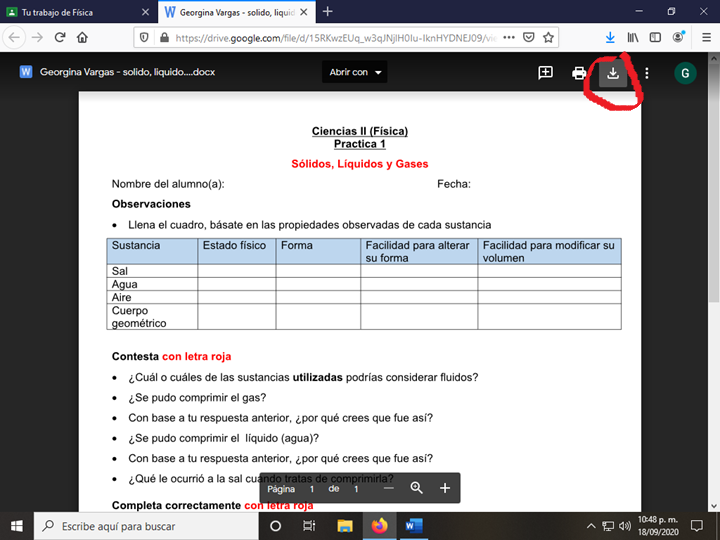 Tu trabajo de Física
Georgina Vargas - solido, liquid
https://drive.google.com/file/d/15RKwzEUq_w3qJNjlH0Iu-IknHYDNEJ09/vie
W Georgina Vargas - solido, liquido....docx
Abrir con
G
Ciencias II (Física)
Practica 1
Sólidos, Líquidos y Gases
Nombre del alumno(a): Fecha:
Observaciones
• Llena el cuadro, básate en las propiedades observadas de cada sustancia
Sustancia Estado físico Forma Facilidad para alterar su forma Facilidad para modificar su volumen
Sal
Agua
Aire
Cuerpo
geométrico
Contesta con letra roja
• ¿Cuál o cuáles de las sustancias utilizadas podrías considerar fluidos?
• ¿Se pudo comprimir el gas?
• Con base a tu respuesta anterior, ¿por qué crees que fue así?
• ¿Se pudo comprimir el líquido (agua)?
• Con base a tu respuesta anterior, ¿por qué crees que fue así?
• ¿Qué le ocurrió a la sal cuando tratas de comprimirla?
Página 1 de 1
Completa correctamente con letra roja
Escribe aquí para buscar
10:48 p. m.
18/09/2020